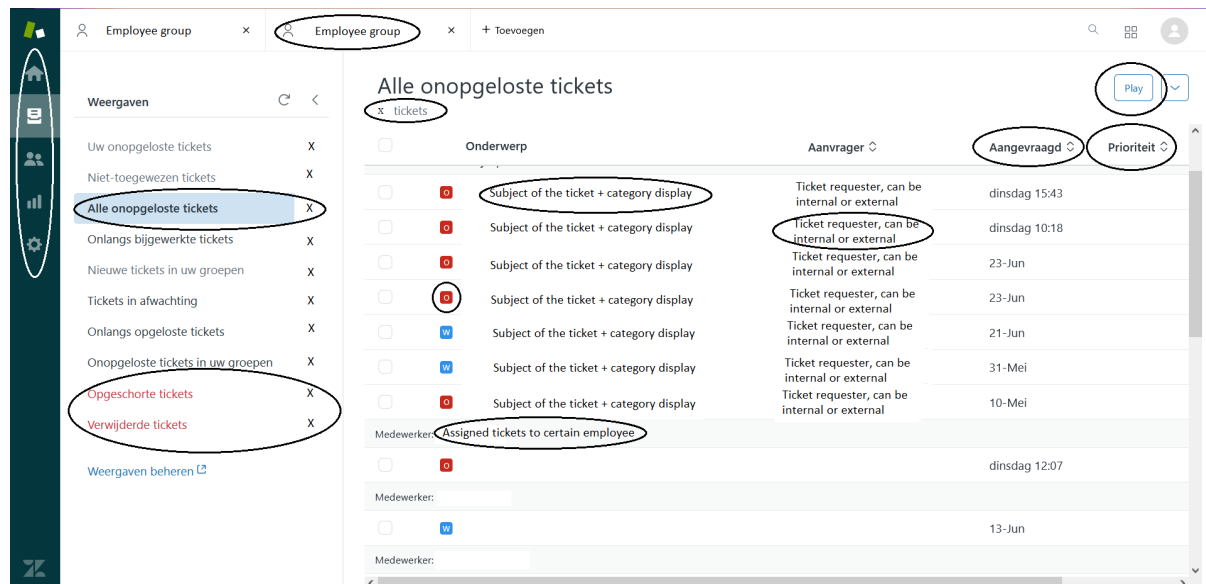 Employee group x
Employee group x
+ Toevoegen
Weergaven
Uw onopgeloste tickets X
Niet-toegewezen tickets X
Alle onopgeloste tickets X
Onlangs bijgewerkte tickets X
Nieuwe tickets in uw groepen X
Tickets in afwachting X
Onlangs opgeloste tickets X
Onopgeloste tickets in uw groepen X
Opgeschorte tickets X
Verwijderde tickets X
Weergaven beheren
Alle onopgeloste tickets
x tickets
Play
Onderwerp Aanvrager Aangevraagd Prioriteit
O Subject of the ticket + category display Ticket requester, can be dinsdag 15:43
internal or external
O Subject of the ticket + category display Ticket requester, can be dinsdag 10:18
internal or external
O Subject of the ticket + category display Ticket requester, can be 23-Jun
internal or external
O Subject of the ticket + category display Ticket requester, can be 23-Jun
internal or external
W Subject of the ticket + category display Ticket requester, can be 21-Jun
internal or external
W Subject of the ticket + category display Ticket requester, can be 31-Mei
internal or external
O Subject of the ticket + category display Ticket requester, can be 10-Mei
internal or external
Medewerker: Assigned tickets to certain employee
O dinsdag 12:07
Medewerker:
W 13-Jun
Medewerker: